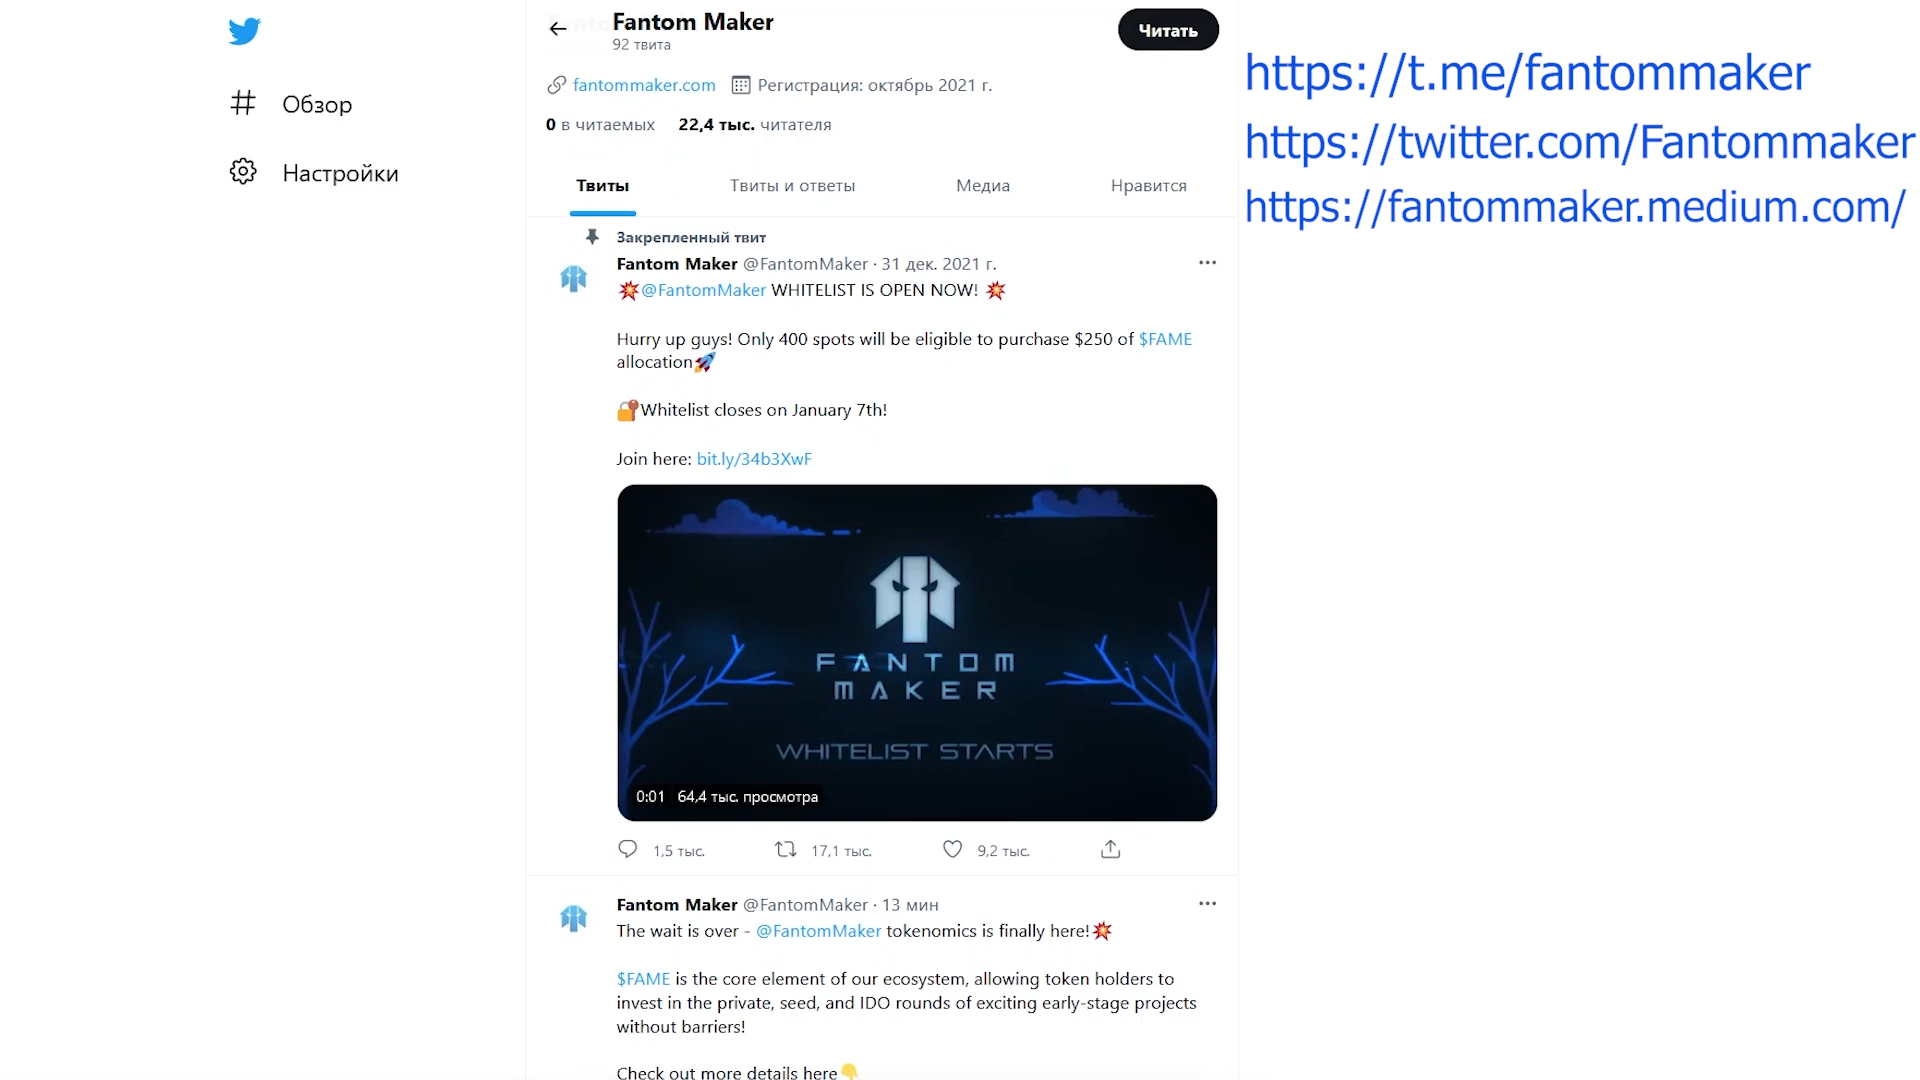 Fantom Maker
92 твита
Читать
Обзор
Настройки
fantommaker.com Регистрация: октябрь 2021 г.
0 в читаемых 22,4 тыс. читателя
Твиты Твиты и ответы Медиа Нравится
Закрепленный твит
Fantom Maker @FantomMaker · 31 дек. 2021 г.
💥@FantomMaker WHITELIST IS OPEN NOW! 💥
Hurry up guys! Only 400 spots will be eligible to purchase $250 of $FAME
allocation🚀
🔐Whitelist closes on January 7th!
Join here: bit.ly/34b3XwF
FANTOM
MAKER
WHITELIST STARTS
0:01 64,4 тыс. просмотра
1,5 тыс. 17,1 тыс. 9,2 тыс.
Fantom Maker @FantomMaker · 13 мин
The wait is over - @FantomMaker tokenomics is finally here!💥
$FAME is the core element of our ecosystem, allowing token holders to
invest in the private, seed, and IDO rounds of exciting early-stage projects
without barriers!
Check out more details here👇
https://t.me/fantommaker
https://twitter.com/Fantommaker
https://fantommaker.medium.com/